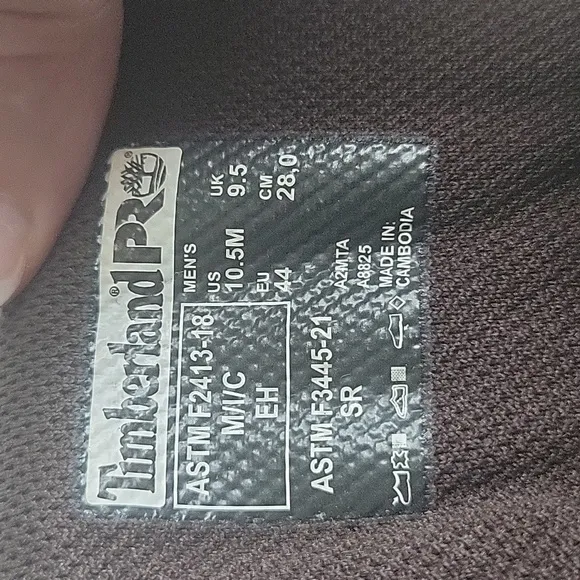 Timberland® PRO
ASTM F2413-18
M/I/C
EH
MEN'S
US UK
10.5M 9.5
EU CM
44 28,0
ASTM F3445-21
SR
A2MTA
A8825
MADE IN:
CAMBODIA